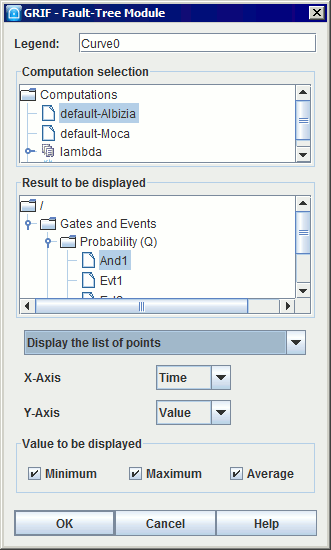 GRIF - Fault-Tree Module
Legend: Curve0
Computation selection
Computations
default-Albizia
default-Moca
lambda
Result to be displayed
/
Gates and Events
Probability (Q)
And1
Evt1
Display the list of points
X-Axis Time
Y-Axis Value
Value to be displayed
Minimum Maximum Average
OK Cancel Help